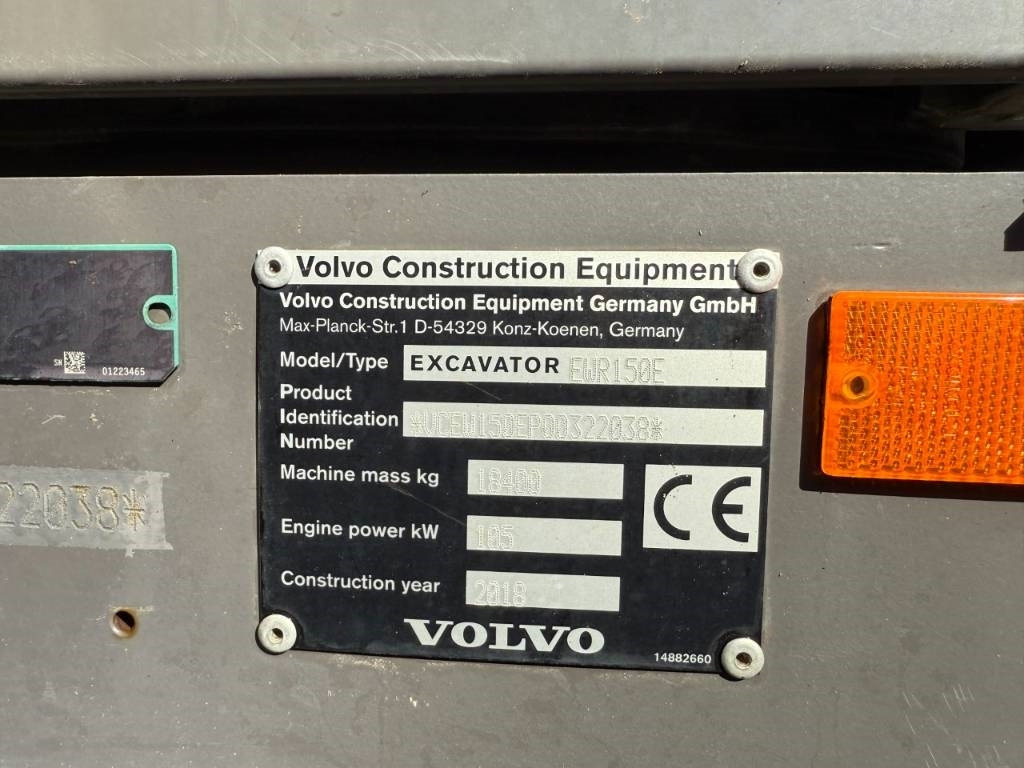 Volvo Construction Equipment
Volvo Construction Equipment Germany GmbH
Max-Planck-Str.1 D-54329 Konz-Koenen, Germany
Model/Type EXCAVATOR EWR150E
Product
Identification *VCEW150EP00322038*
Number
Machine mass kg 18400
CE
Engine power kW 105
Construction year 2018
VOLVO
14882660
SN 01223465
22038*